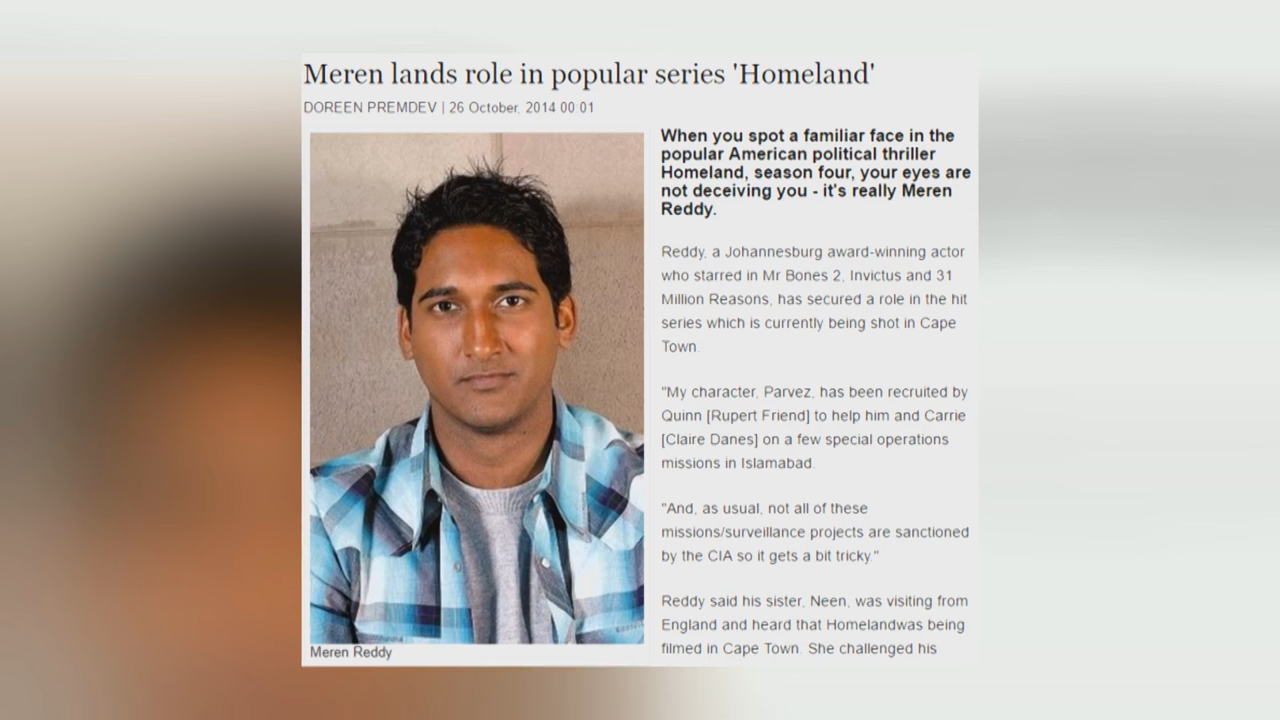 Meren lands role in popular series 'Homeland'
DOREEN PREMDEV | 26 October, 2014 00:01
When you spot a familiar face in the
popular American political thriller
Homeland, season four, your eyes are
not deceiving you - it's really Meren
Reddy.
Reddy, a Johannesburg award-winning actor
who starred in Mr Bones 2, Invictus and 31
Million Reasons, has secured a role in the hit
series which is currently being shot in Cape
Town.
"My character, Parvez, has been recruited by
Quinn [Rupert Friend] to help him and Carrie
[Claire Danes] on a few special operations
missions in Islamabad.
"And, as usual, not all of these
missions/surveillance projects are sanctioned
by the CIA so it gets a bit tricky."
Reddy said his sister, Neen, was visiting from
England and heard that Homelandwas being
filmed in Cape Town. She challenged his
Meren Reddy